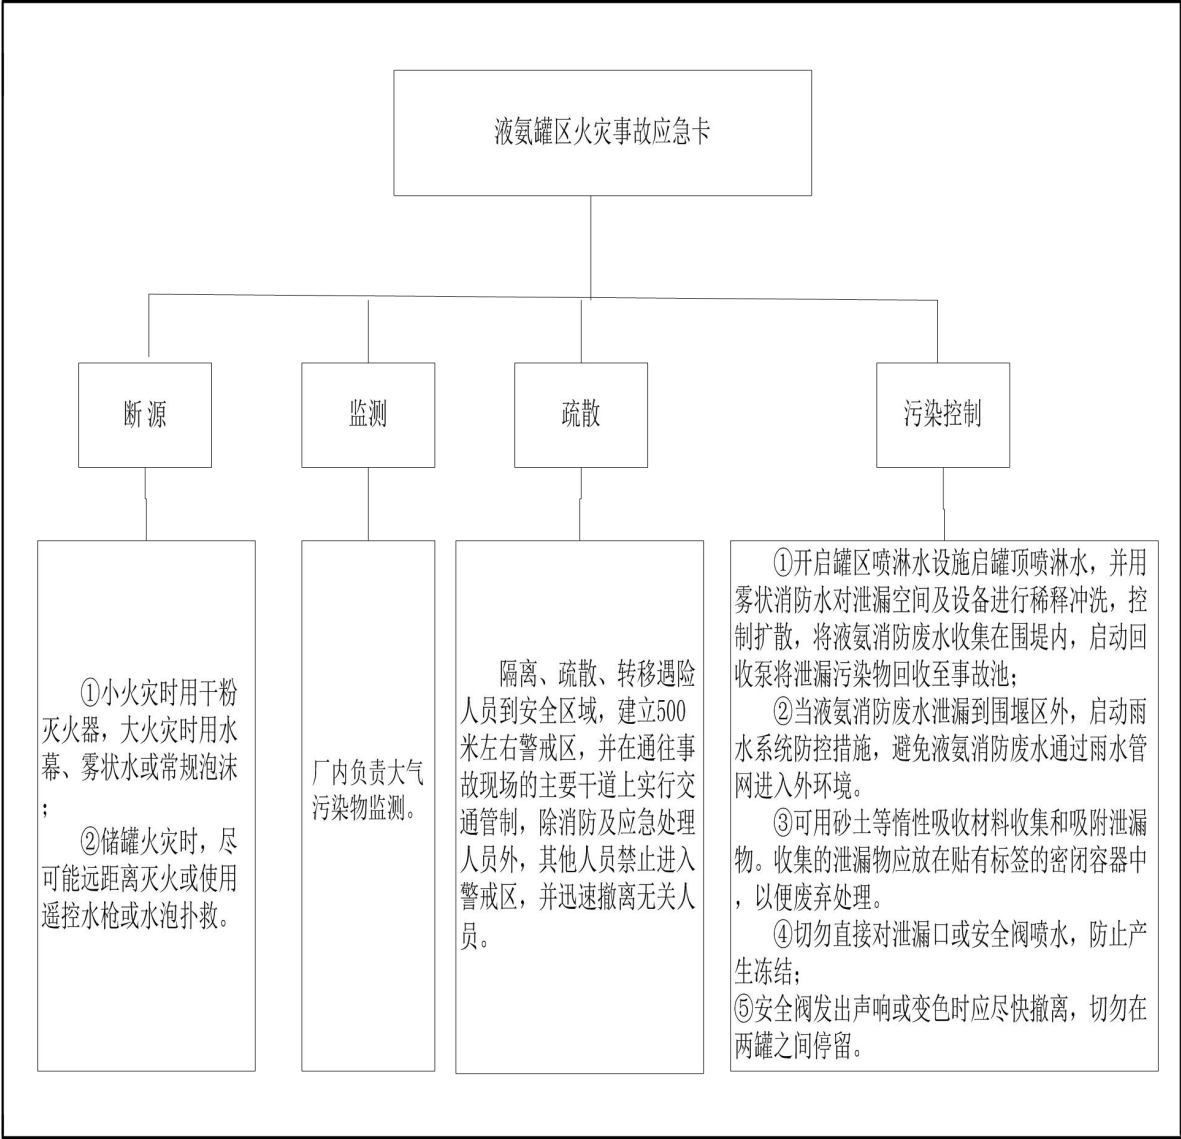 液氨罐区火灾事故应急卡
断 源
监测
疏散
污染控制
①小火灾时用干粉
灭火器，大火灾时用水
幕、雾状水或常规泡沫
；
②储罐火灾时，尽
可能远距离灭火或使用
遥控水枪或水泡扑救。
厂内负责大气
污染物监测。
隔离、疏散、转移遇险
人员到安全区域，建立500
米左右警戒区，并在通往事
故现场的主要干道上实行交
通管制，除消防及应急处理
人员外，其他人员禁止进入
警戒区，并迅速撤离无关人
员。
①开启罐区喷淋水设施启罐顶喷淋水，并用
雾状消防水对泄漏空间及设备进行稀释冲洗，控
制扩散，将液氨消防废水收集在围堤内，启动回
收泵将泄漏污染物回收至事故池；
②当液氨消防废水泄漏到围堰区外，启动雨
水系统防控措施，避免液氨消防废水通过雨水管
网进入外环境。
③可用砂土等惰性吸收材料收集和吸附泄漏
物。收集的泄漏物应放在贴有标签的密闭容器中
，以便废弃处理。
④切勿直接对泄漏口或安全阀喷水，防止产
生冻结；
⑤安全阀发出声响或变色时应尽快撤离，切勿在
两罐之间停留。